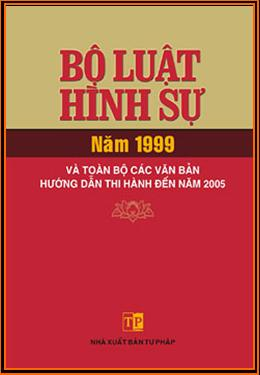 BỘ LUẬT
HÌNH SỰ
Năm 1999
VÀ TOÀN BỘ CÁC VĂN BẢN
HƯỚNG DẪN THI HÀNH ĐẾN NĂM 2005
TP
NHÀ XUẤT BẢN TƯ PHÁP